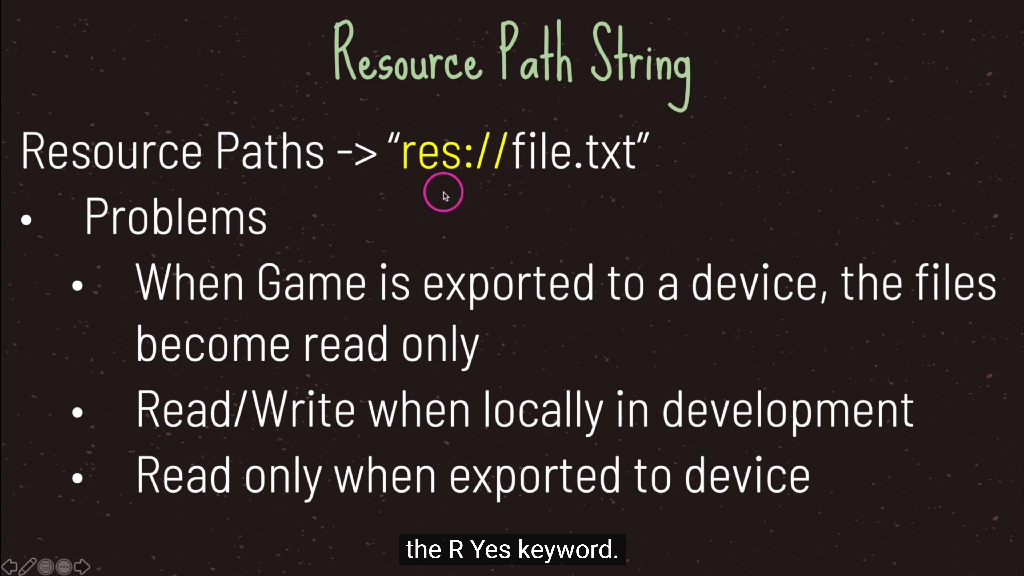 Resource Path String
Resource Paths -> “res://file.txt”
• Problems
• When Game is exported to a device, the files
become read only
• Read/Write when locally in development
• Read only when exported to device
the R Yes keyword.